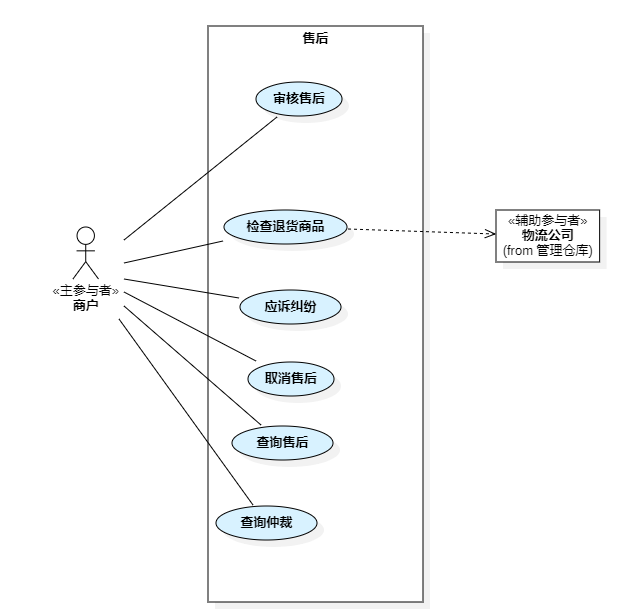 售后
审核售后
检查退货商品
«辅助参与者»
物流公司
(from 管理仓库)
«主参与者»
商户
应诉纠纷
取消售后
查询售后
查询仲裁